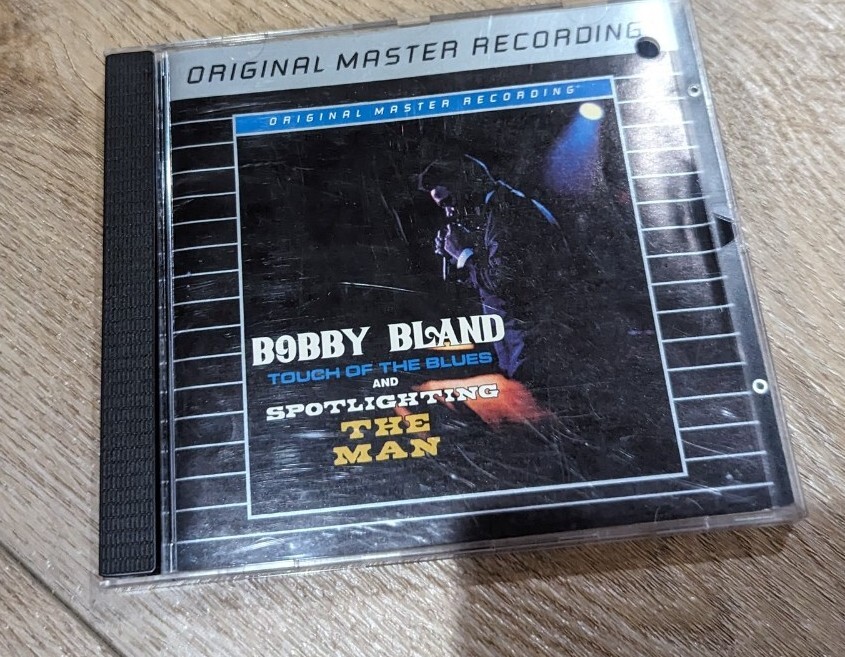 ORIGINAL MASTER RECORDING
ORIGINAL MASTER RECORDING
BOBBY BLAND
TOUCH OF THE BLUES
AND
SPOTLIGHTING
THE
MAN